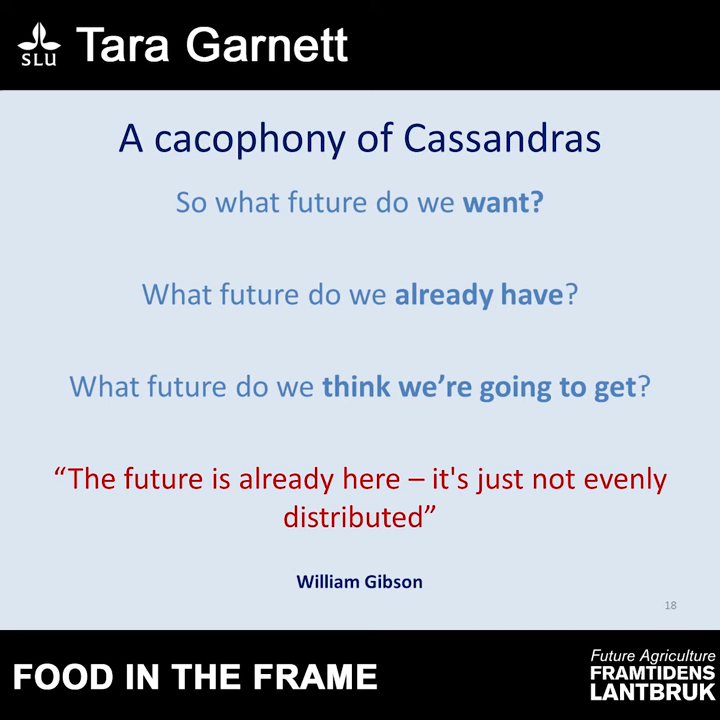 SLU
Tara Garnett
A cacophony of Cassandras
So what future do we want?
What future do we already have?
What future do we think we’re going to get?
“The future is already here – it's just not evenly
distributed”
William Gibson
18
FOOD IN THE FRAME
Future Agriculture
FRAMTIDENS
LANTBRUK